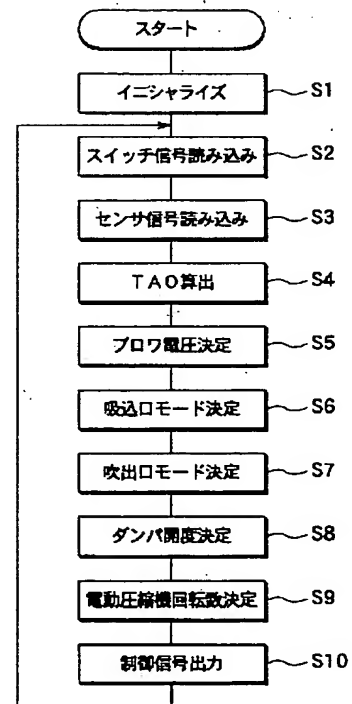 スタート
イニシャライズ S1
スイッチ信号読み込み S2
センサ信号読み込み S3
TAO算出 S4
ブロワ電圧決定 S5
吸込口モード決定 S6
吹出口モード決定 S7
ダンパ開度決定 S8
電動圧縮機回転数決定 S9
制御信号出力 S10